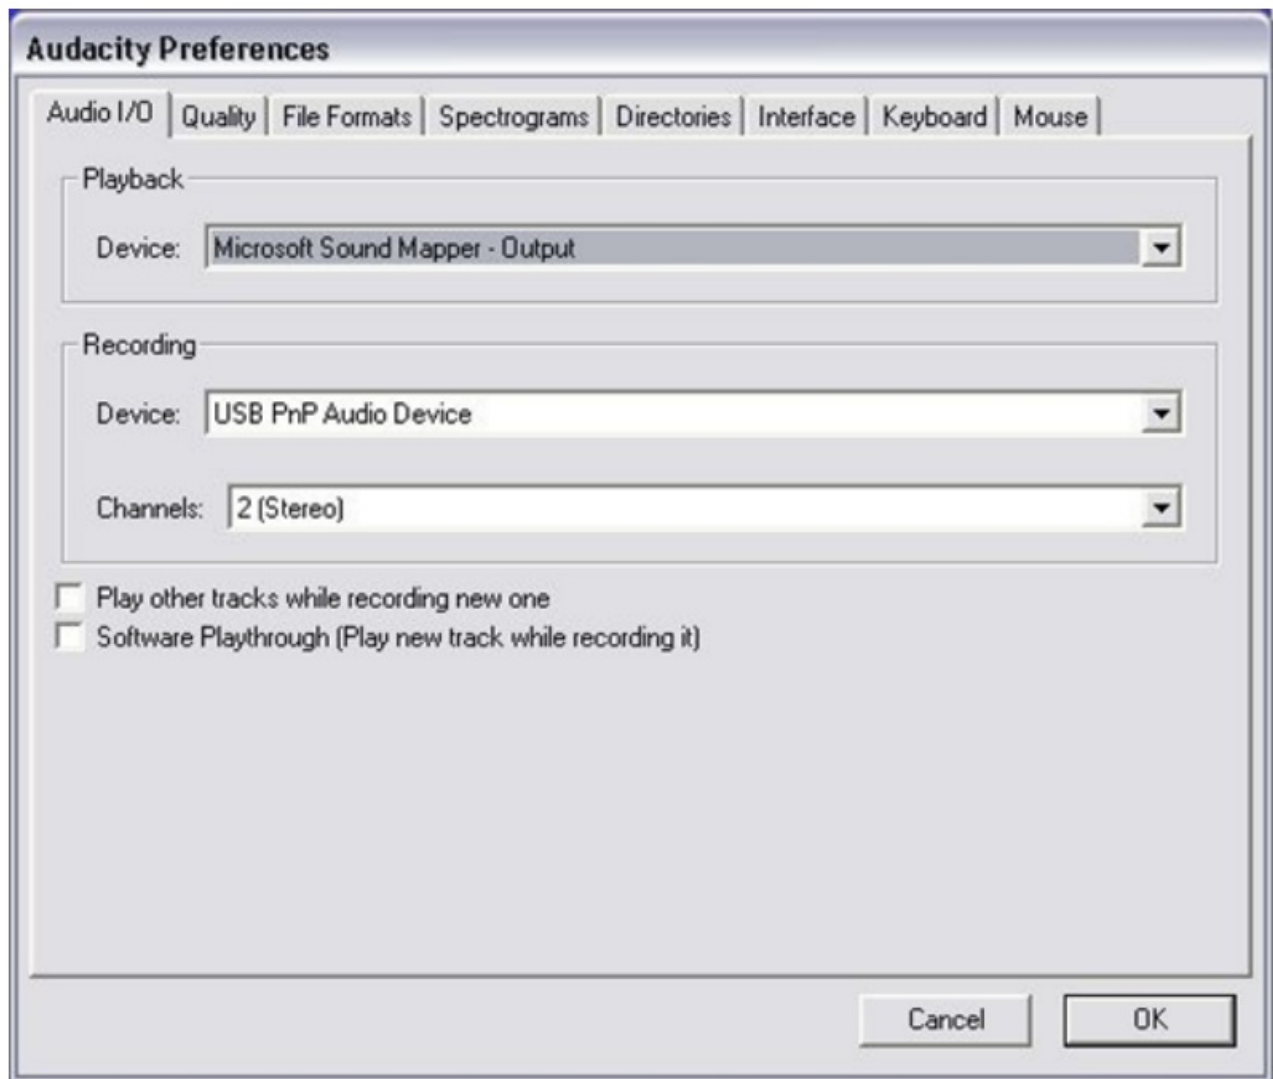 Audacity Preferences
Audio I/O Quality File Formats Spectrograms Directories Interface Keyboard Mouse
Playback
Device: Microsoft Sound Mapper - Output
Recording
Device: USB PnP Audio Device
Channels: 2 (Stereo)
Play other tracks while recording new one
Software Playthrough (Play new track while recording it)
Cancel OK